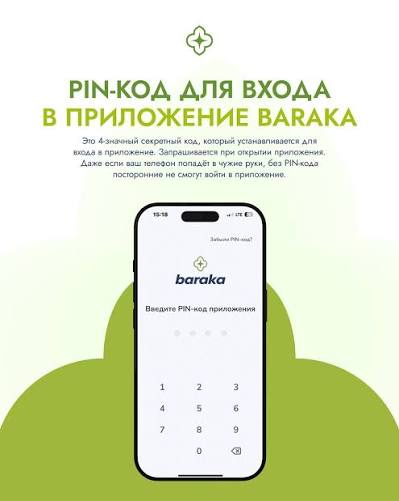 PIN-КОД ДЛЯ ВХОДА
В ПРИЛОЖЕНИЕ BARAKA
Это 4-значный секретный код, который устанавливается для
входа в приложение. Запрашивается при открытии приложения.
Даже если ваш телефон попадёт в чужие руки, без PIN-кода
посторонние не смогут войти в приложение.
15:18
LTE
Забыли PIN-код?
baraka
Введите PIN-код приложения
1 2 3
4 5 6
7 8 9
0